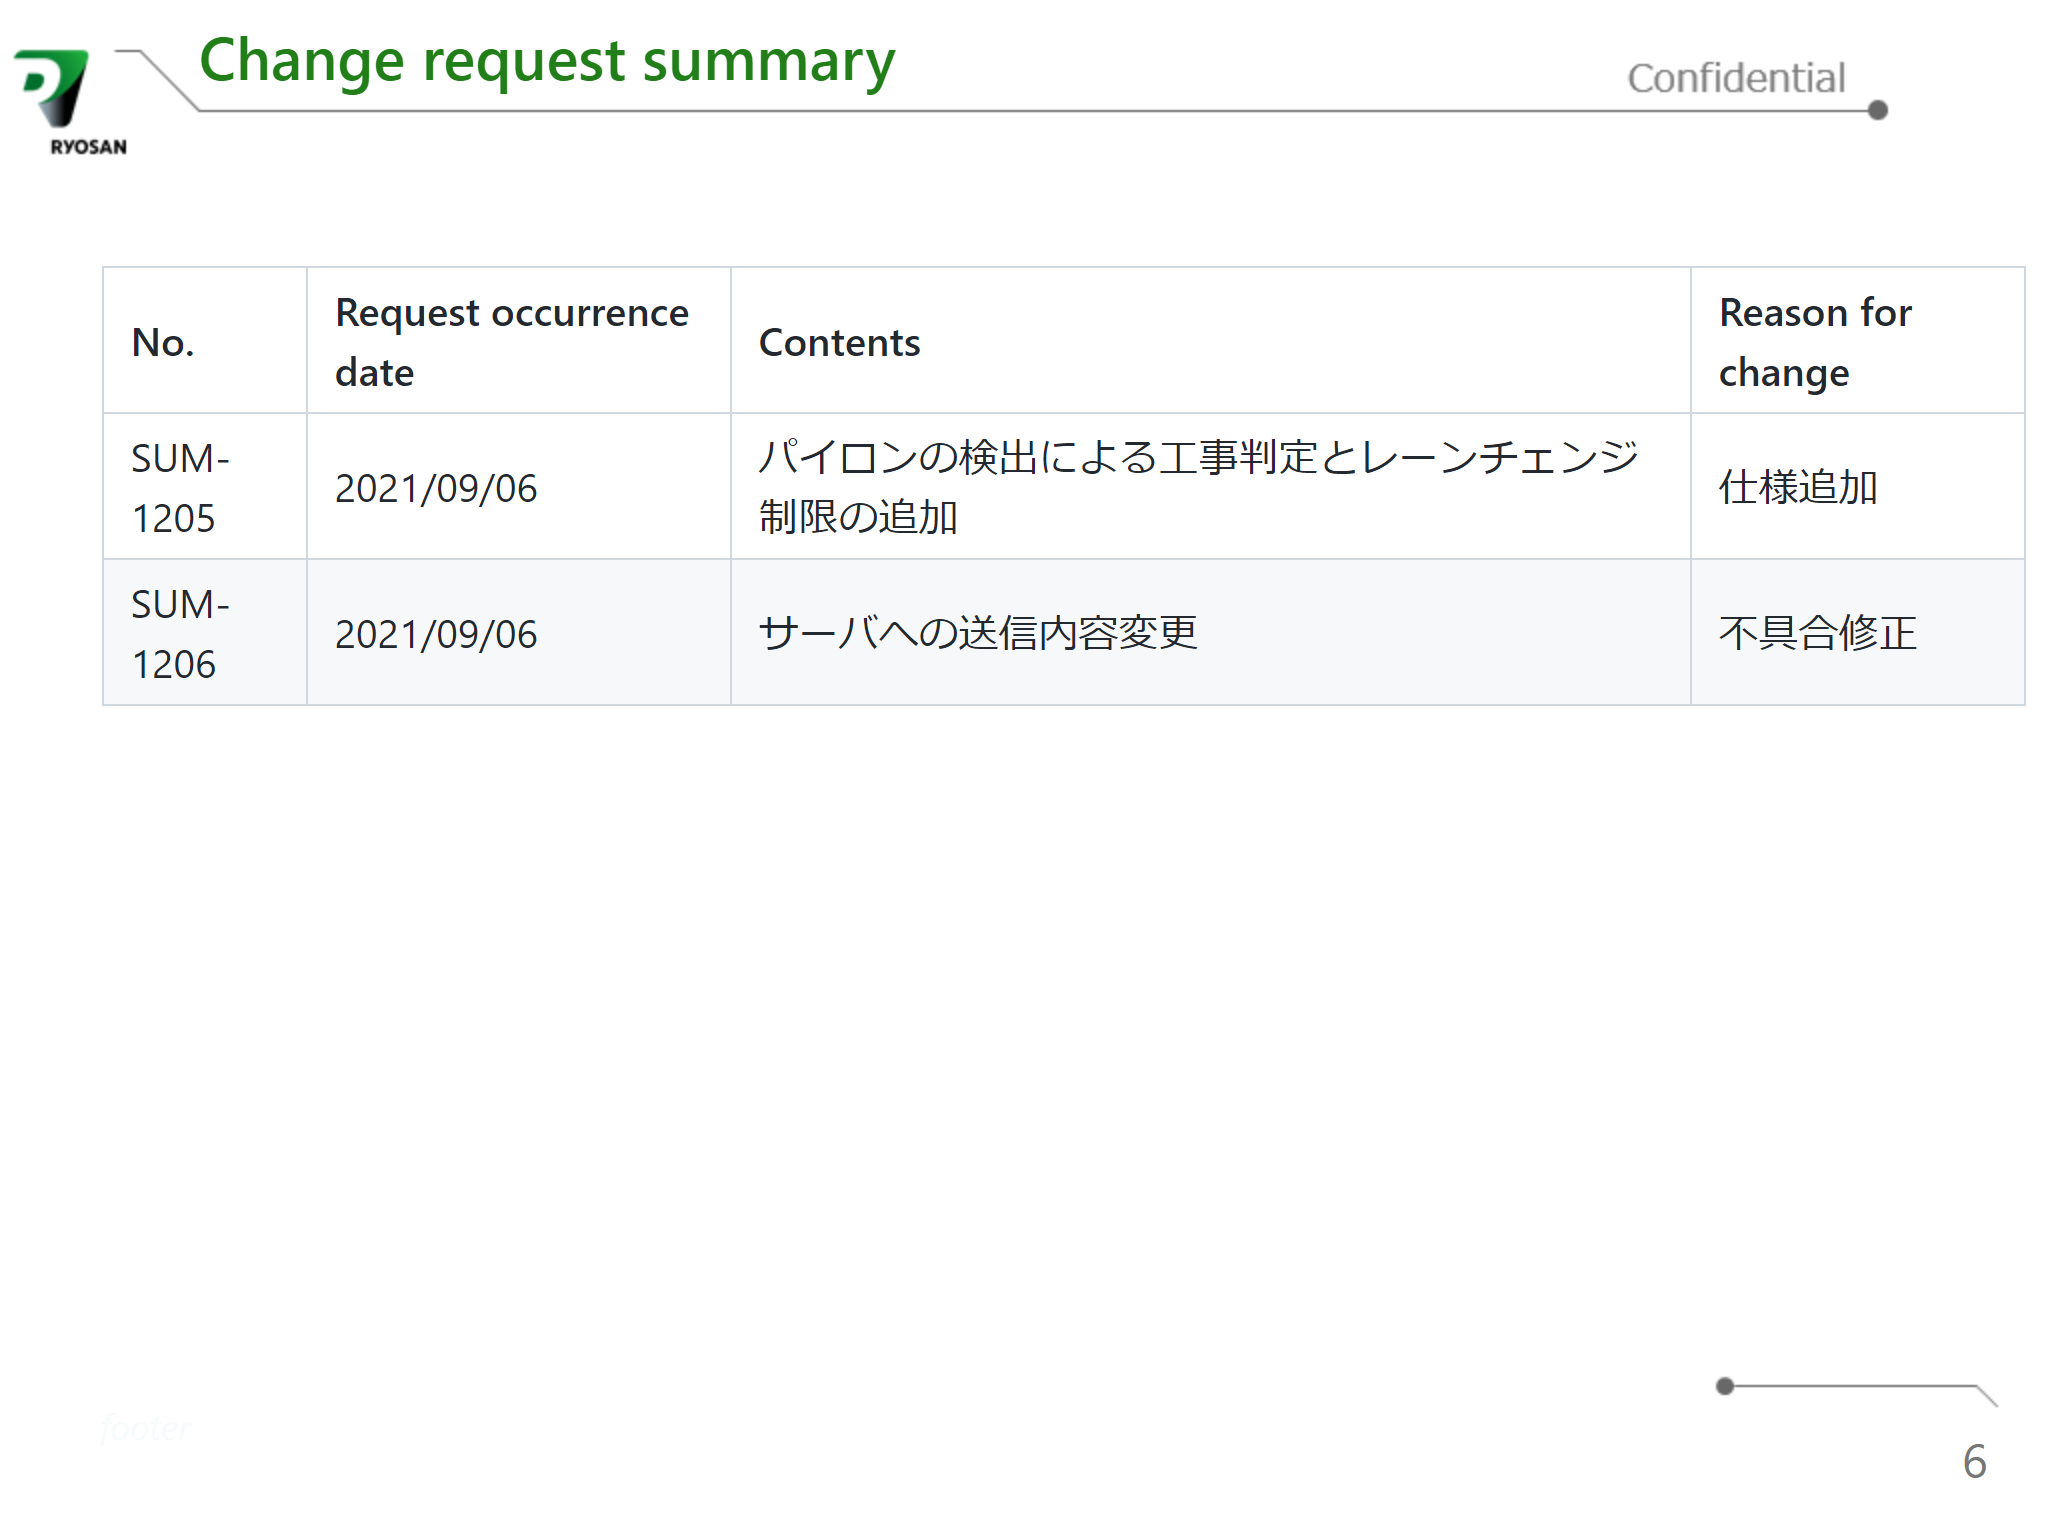 Change request summary
Confidential
RYOSAN
No.
Request occurrence
date
Contents
Reason for
change
SUM-
1205
2021/09/06
パイロンの検出による工事判定とレーンチェンジ
制限の追加
仕様追加
SUM-
1206
2021/09/06
サーバへの送信内容変更
不具合修正
footer
6